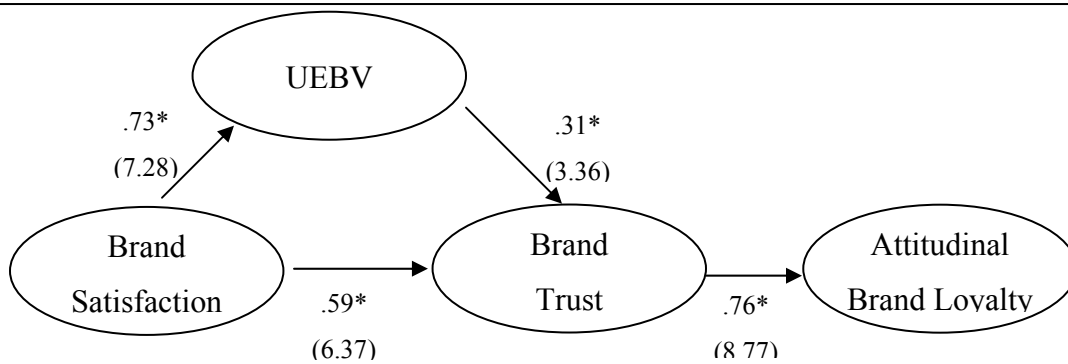 UEBV
.73*
(7.28)
.31*
(3.36)
Brand
Satisfaction
.59*
(6.37)
Brand
Trust
.76*
(8.77)
Attitudinal
Brand Loyalty